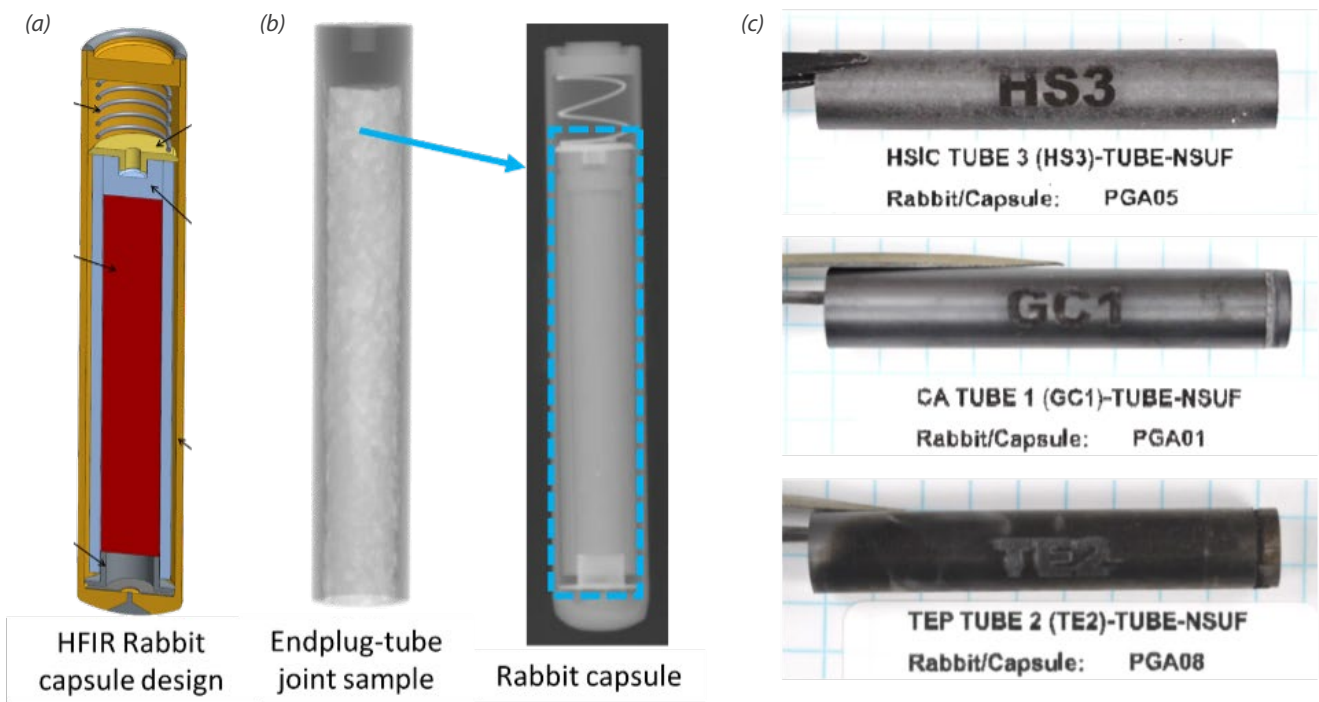 (a)
(b)
(c)
HFIR Rabbit
capsule design
Endplug-tube
joint sample
Rabbit capsule
HS3
HSiC TUBE 3 (HS3)-TUBE-NSUF
Rabbit/Capsule: PGA05
GC1
CA TUBE 1 (GC1)-TUBE-NSUF
Rabbit/Capsule: PGA01
TE2
TEP TUBE 2 (TE2)-TUBE-NSUF
Rabbit/Capsule: PGA08